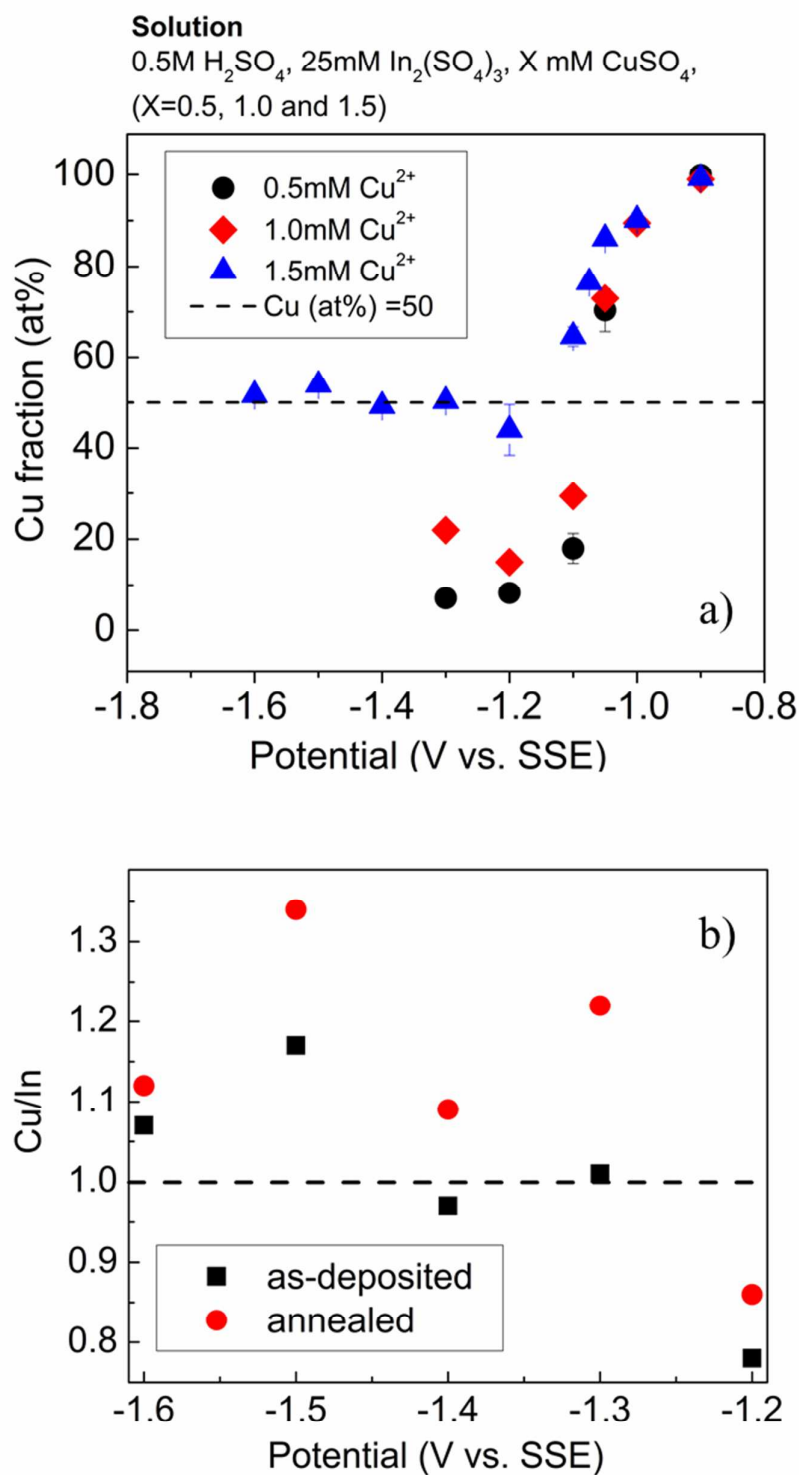 Solution
0.5M H₂SO₄, 25mM In₂(SO₄)₃, X mM CuSO₄,
(X=0.5, 1.0 and 1.5)
100
80
60
40
20
0
Cu fraction (at%)
0.5mM Cu²⁺
1.0mM Cu²⁺
1.5mM Cu²⁺
Cu (at%) =50
a)
-1.8 -1.6 -1.4 -1.2 -1.0 -0.8
Potential (V vs. SSE)
b)
1.3
1.2
1.1
1.0
0.9
0.8
Cu/In
as-deposited
annealed
-1.6 -1.5 -1.4 -1.3 -1.2
Potential (V vs. SSE)